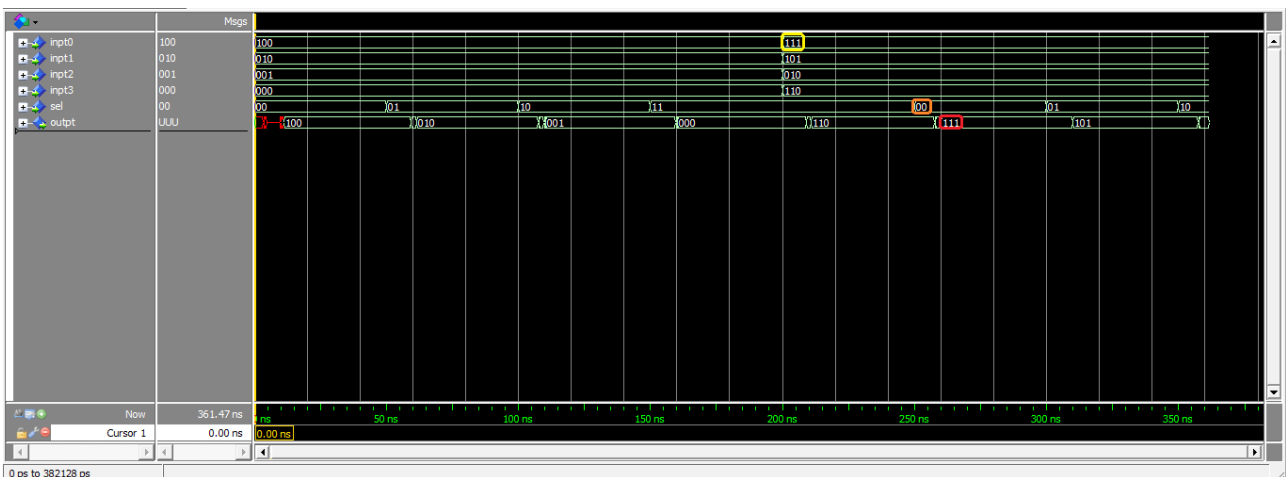 Msgs
inpt0 100 100 111
inpt1 010 010 101
inpt2 001 001 010
inpt3 000 000 110
sel 00 00 01 10 11 00 01 10
outpt UUU 100 010 001 000 110 111 101
Now 361.47 ns ns 50 ns 100 ns 150 ns 200 ns 250 ns 300 ns 350 ns
Cursor 1 0.00 ns 0.00 ns
0 ps to 382128 ps